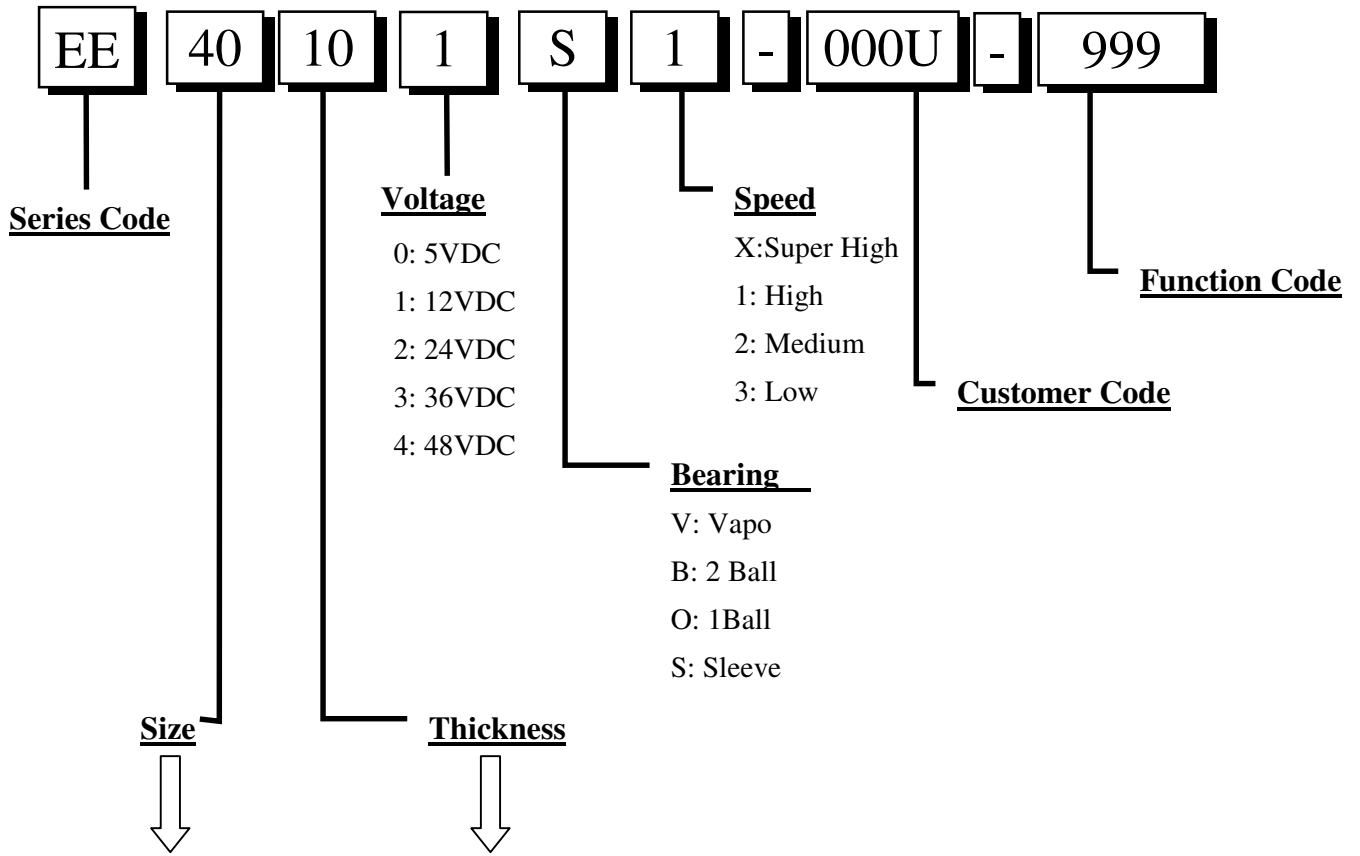 EE 40 10 1 S 1 - 000U - 999
Series Code
Voltage
0: 5VDC
1: 12VDC
2: 24VDC
3: 36VDC
4: 48VDC
Speed
X:Super High
1: High
2: Medium
3: Low
Function Code
Customer Code
Bearing
V: Vapo
B: 2 Ball
O: 1Ball
S: Sleeve
Size
Thickness